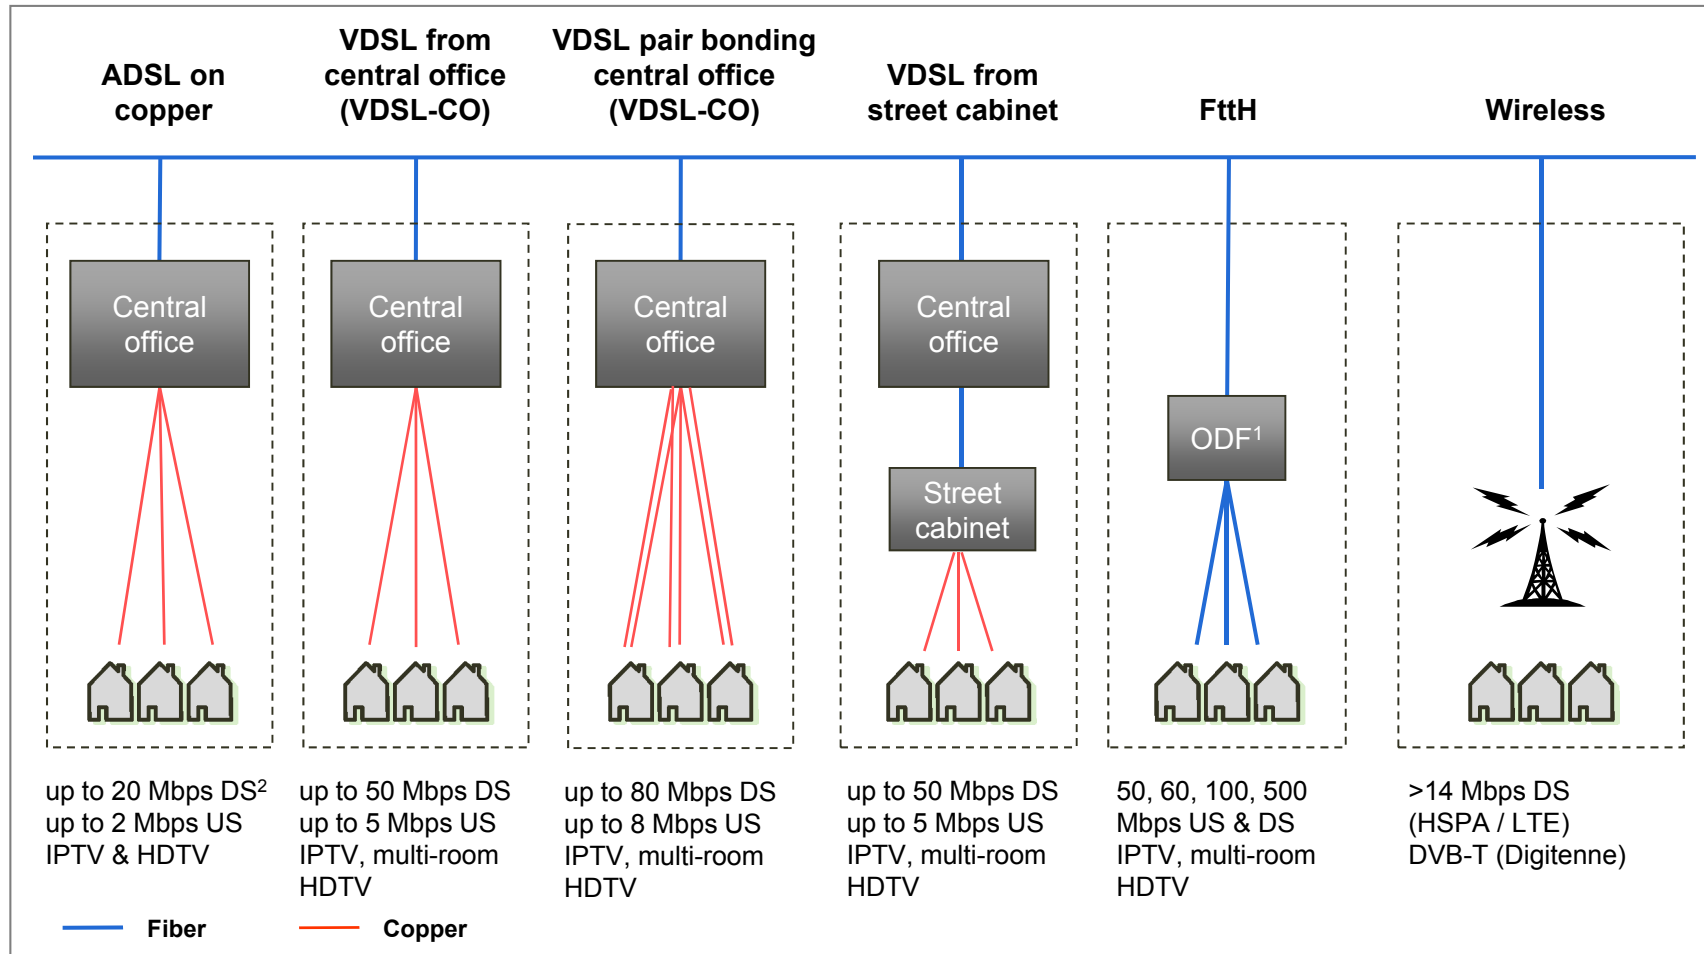 ADSL on
copper
VDSL from
central office
(VDSL-CO)
VDSL pair bonding
central office
(VDSL-CO)
VDSL from
street cabinet
FttH
Wireless
Central
office
Central
office
Central
office
Central
office
Street
cabinet
ODF¹
up to 20 Mbps DS²
up to 2 Mbps US
IPTV & HDTV
up to 50 Mbps DS
up to 5 Mbps US
IPTV, multi-room
HDTV
up to 80 Mbps DS
up to 8 Mbps US
IPTV, multi-room
HDTV
up to 50 Mbps DS
up to 5 Mbps US
IPTV, multi-room
HDTV
50, 60, 100, 500
Mbps US & DS
IPTV, multi-room
HDTV
>14 Mbps DS
(HSPA / LTE)
DVB-T (Digitenne)
Fiber
Copper